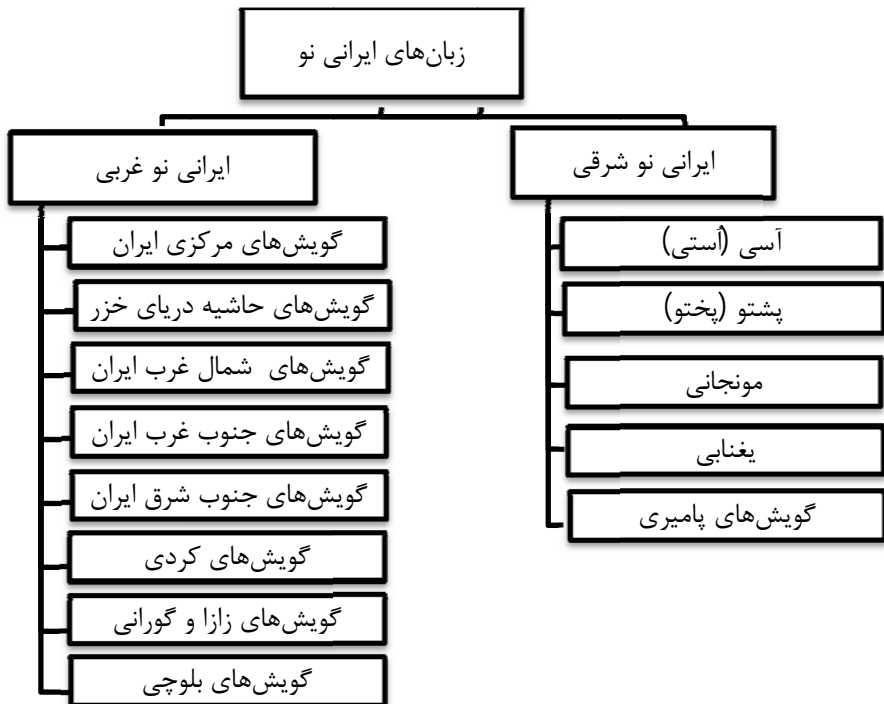 زبان‌های ایرانی نو
ایرانی نو شرقی
آسی (اُستی)
پشتو (پختو)
مونجانی
یغنابی
گویش‌های پامیری
ایرانی نو غربی
گویش‌های مرکزی ایران
گویش‌های حاشیه دریای خزر
گویش‌های شمال غرب ایران
گویش‌های جنوب غرب ایران
گویش‌های جنوب شرق ایران
گویش‌های کردی
گویش‌های زازا و گورانی
گویش‌های بلوچی